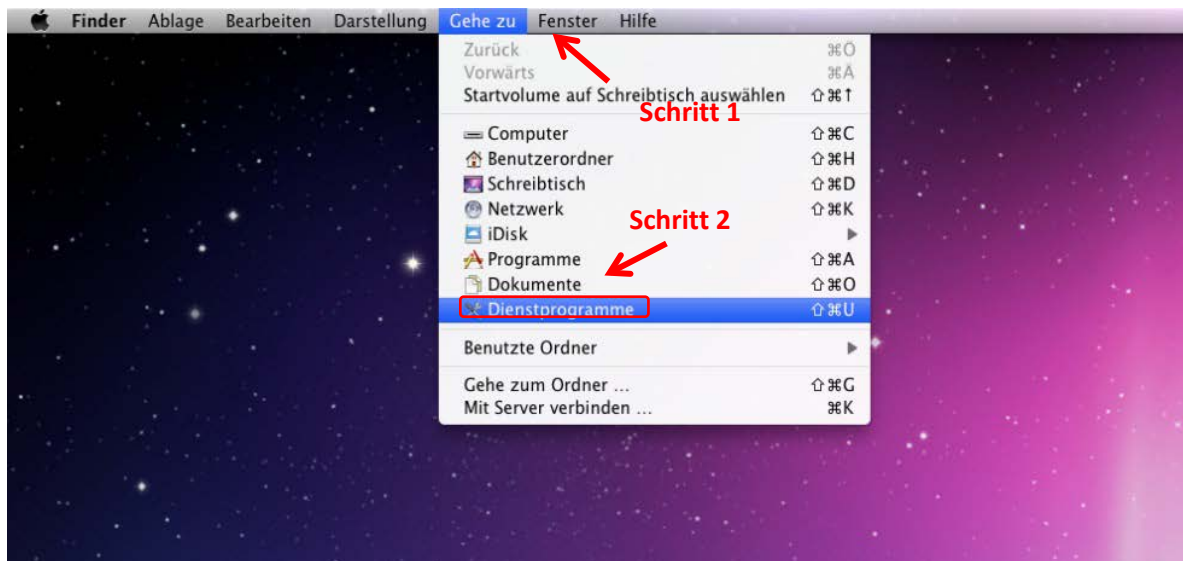 Finder Ablage Bearbeiten Darstellung Gehe zu Fenster Hilfe
Zurück ⌘Ö
Vorwärts ⌘Ä
Startvolume auf Schreibtisch auswählen ⇧⌘↑
Schritt 1
Computer ⇧⌘C
Benutzerordner ⇧⌘H
Schreibtisch ⇧⌘D
Netzwerk ⇧⌘K
Schritt 2
iDisk
Programme ⇧⌘A
Dokumente ⇧⌘O
Dienstprogramme ⇧⌘U
Benutzte Ordner
Gehe zum Ordner ... ⇧⌘G
Mit Server verbinden ... ⌘K